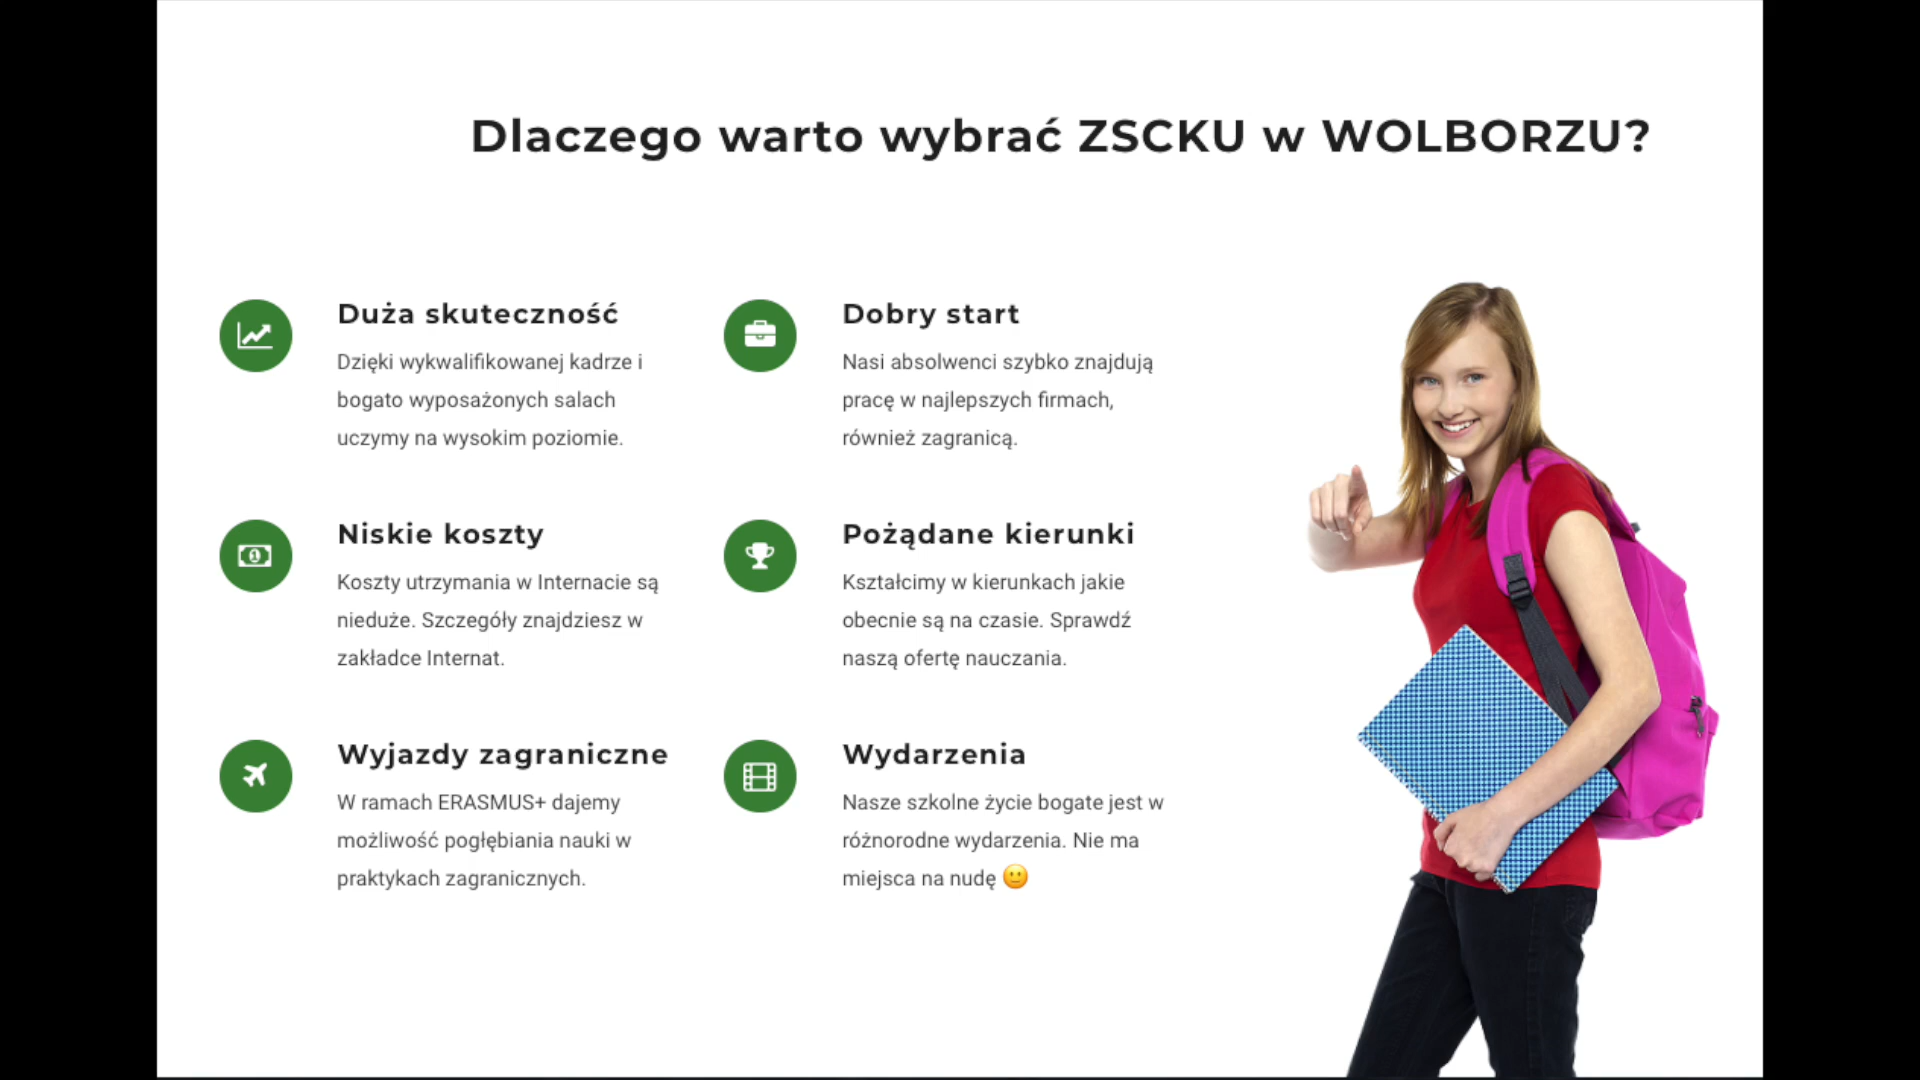 Dlaczego warto wybrać ZSCKU w WOLBORZU?
Duża skuteczność
Dzięki wykwalifikowanej kadrze i
bogato wyposażonych salach
uczymy na wysokim poziomie.
Dobry start
Nasi absolwenci szybko znajdują
pracę w najlepszych firmach,
również zagranicą.
Niskie koszty
Koszty utrzymania w Internacie są
nieduże. Szczegóły znajdziesz w
zakładce Internat.
Pożądane kierunki
Kształcimy w kierunkach jakie
obecnie są na czasie. Sprawdź
naszą ofertę nauczania.
Wyjazdy zagraniczne
W ramach ERASMUS+ dajemy
możliwość pogłębiania nauki w
praktykach zagranicznych.
Wydarzenia
Nasze szkolne życie bogate jest w
różnorodne wydarzenia. Nie ma
miejsca na nudę 🙂